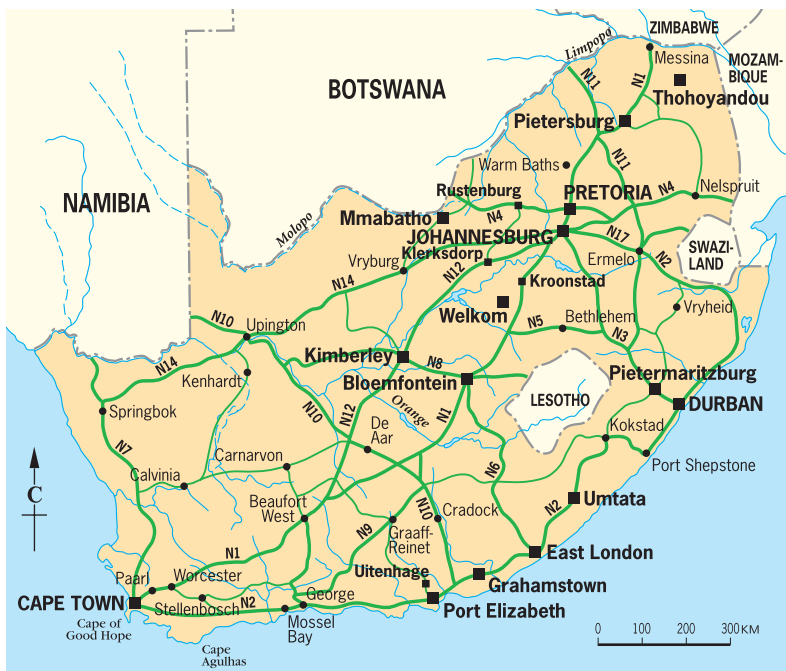 ZIMBABWE
Limpopo
Messina
MOZAM-
BIQUE
N11
N1
BOTSWANA
Thohoyandou
Pietersburg
N11
Warm Baths
Rustenburg
PRETORIA
N4
Nelspruit
NAMIBIA
Mmabatho
N4
Molopo
JOHANNESBURG
N17
SWAZI-
LAND
Klerksdorp
Ermelo
N2
Vryburg
N12
N14
Kroonstad
Welkom
Vryheid
N10
Upington
Bethlehem
N5
N3
Kimberley
N8
N14
Kenhardt
Bloemfontein
Pietermaritzburg
LESOTHO
DURBAN
Springbok
N10
N12
Orange
N1
De
Aar
Kokstad
N7
Carnarvon
Port Shepstone
Calvinia
N6
Umtata
Beaufort
West
N10
Cradock
N2
C
N9
Graaff-
Reinet
N1
East London
Paarl
Worcester
Uitenhage
Grahamstown
CAPE TOWN
Stellenbosch
N2
George
Port Elizabeth
Cape of
Good Hope
Mossel
Bay
Cape
Agulhas
0 100 200 300KM